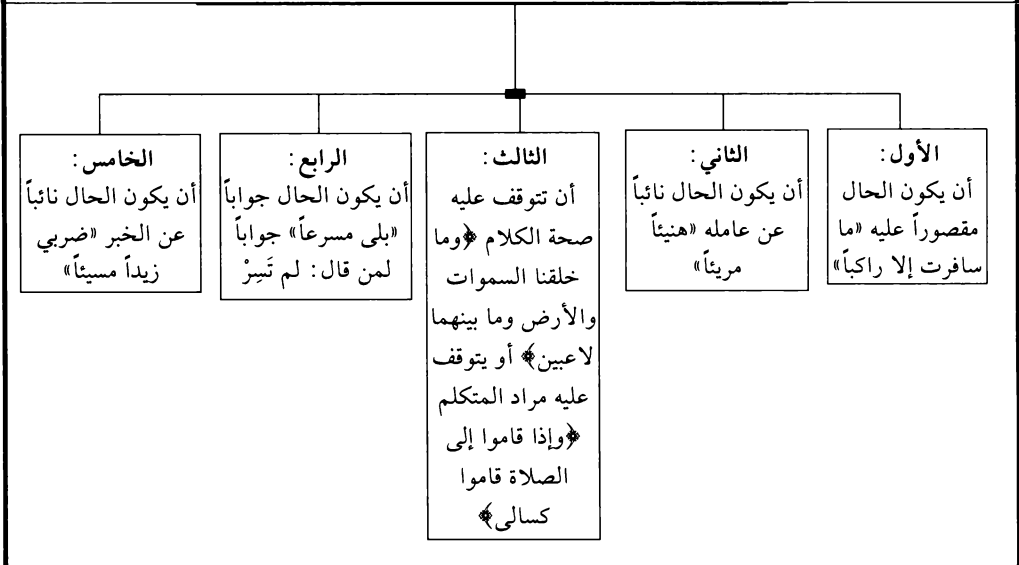 الأول:
أن يكون الحال
مقصوراً عليه «ما
سافرت إلا راكباً»
الثاني:
أن يكون الحال نائباً
عن عامله «هنيئاً
مريئاً»
الثالث:
أن تتوقف عليه
صحة الكلام ﴿وما
خلقنا السموات
والأرض وما بينهما
لاعبين﴾ أو يتوقف
عليه مراد المتكلم
﴿وإذا قاموا إلى
الصلاة قاموا
كسالى﴾
الرابع:
أن يكون الحال جواباً
«بلى مسرعاً» جواباً
لمن قال: لم تَسِرْ
الخامس:
أن يكون الحال نائباً
عن الخبر «ضربي
زيداً مسيئاً»